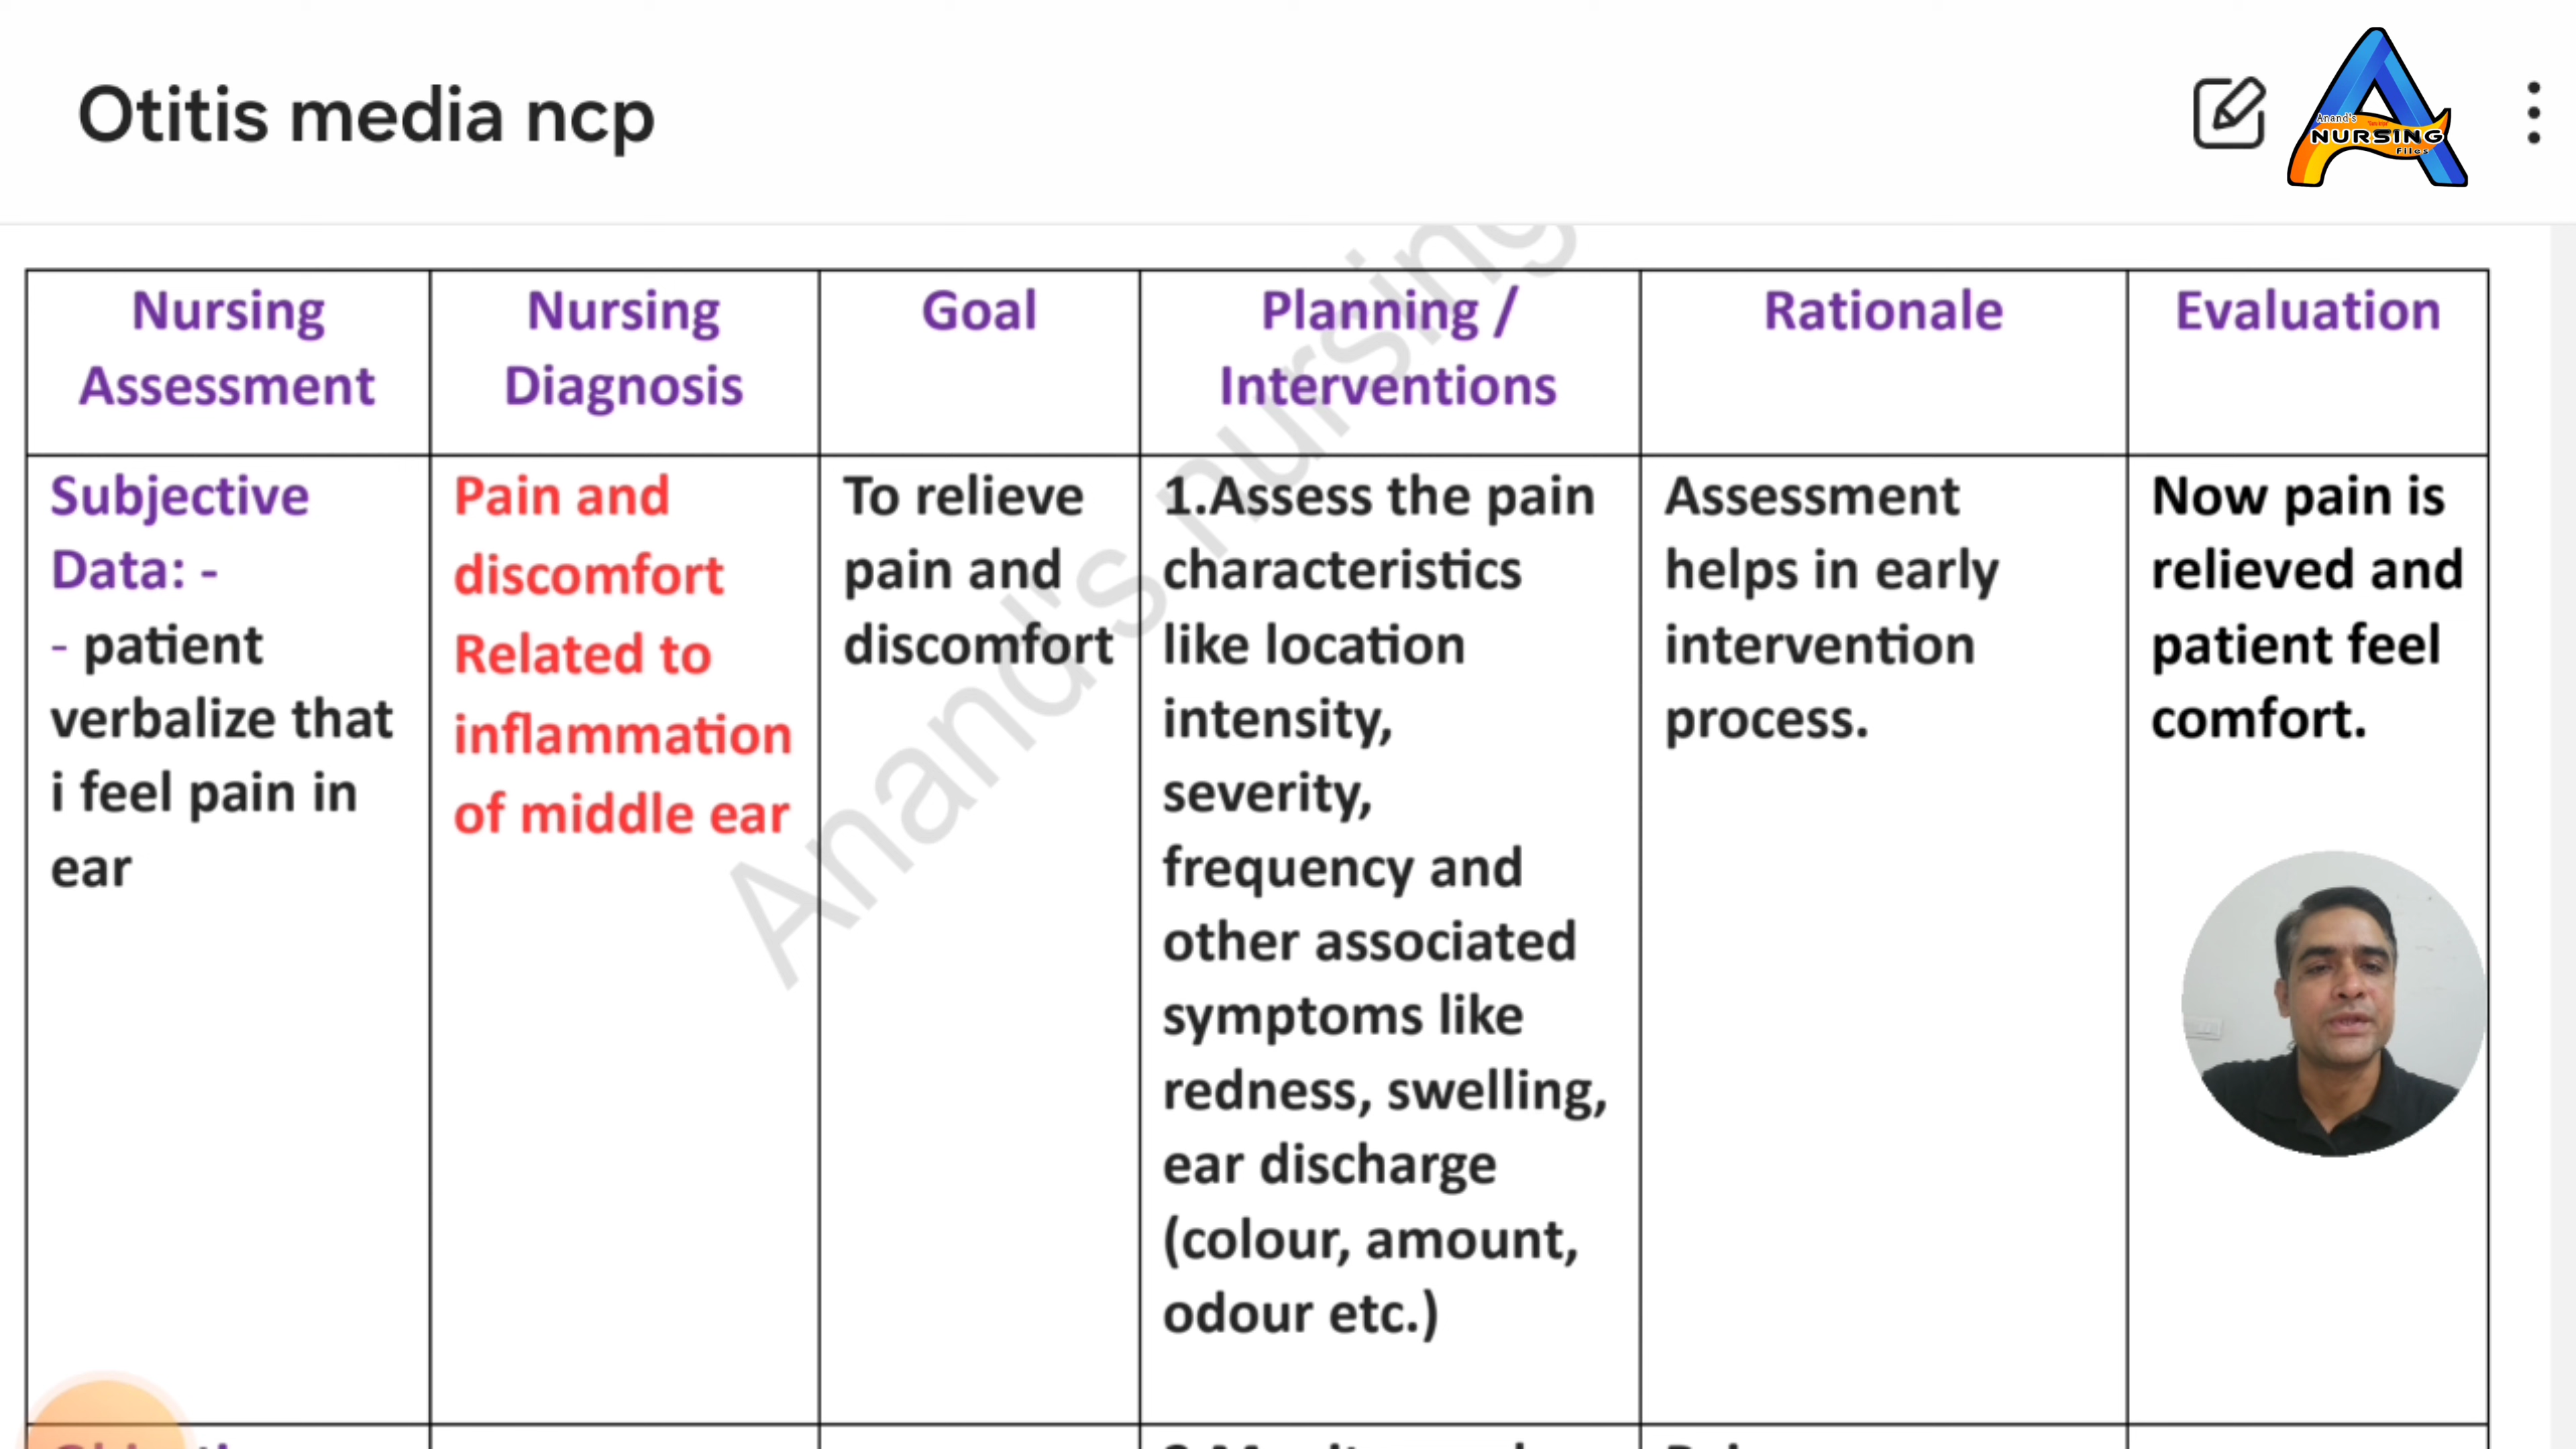 Otitis media ncp
Anand's
NURSING
Files
Nursing
Assessment
Nursing
Diagnosis
Goal
Planning /
Interventions
Rationale
Evaluation
Subjective
Data: -
- patient
verbalize that
i feel pain in
ear
Pain and
discomfort
Related to
inflammation
of middle ear
To relieve
pain and
discomfort
1.Assess the pain
characteristics
like location
intensity,
severity,
frequency and
other associated
symptoms like
redness, swelling,
ear discharge
(colour, amount,
odour etc.)
Assessment
helps in early
intervention
process.
Now pain is
relieved and
patient feel
comfort.
Anand's nursing